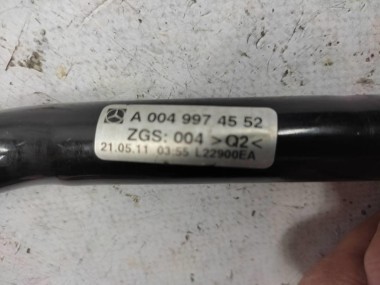 A 004 997 45 52
ZGS: 004 >Q2<
21.05.11 03:55 L22900EA